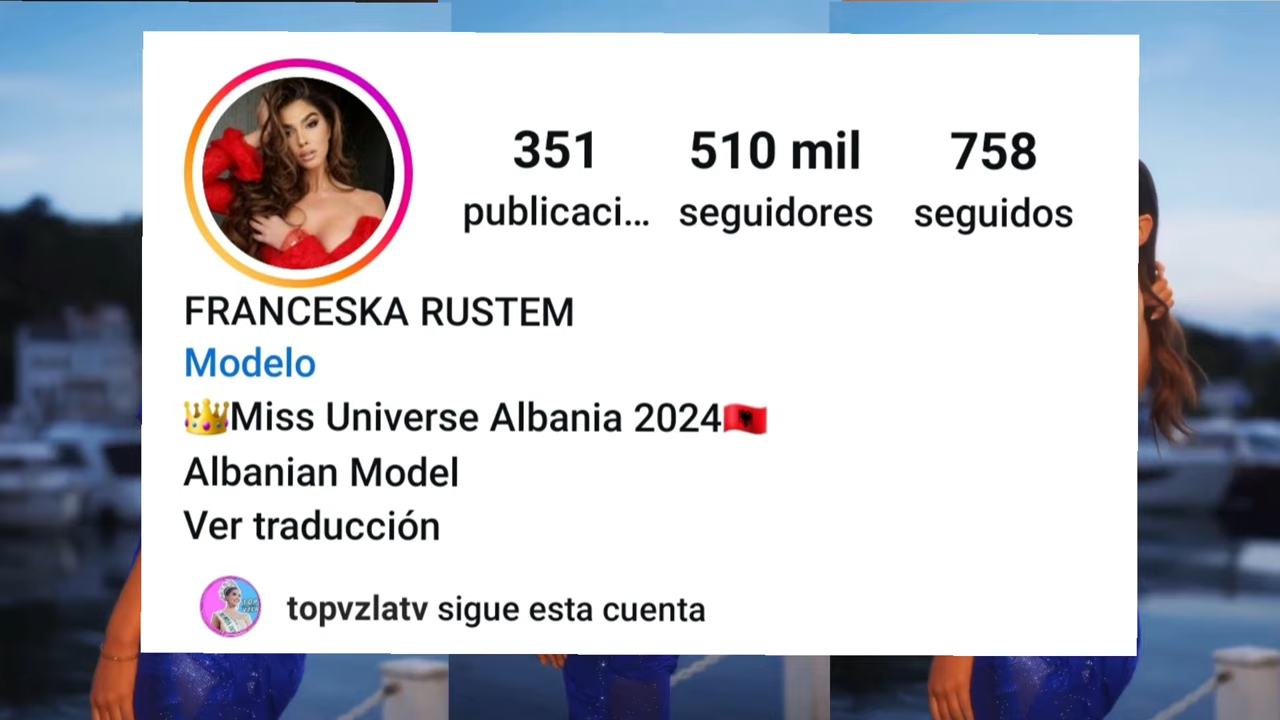 351 510 mil 758
publicaci... seguidores seguidos
FRANCESKA RUSTEM
Modelo
👑Miss Universe Albania 2024🇦🇱
Albanian Model
Ver traducción
topvzlatv sigue esta cuenta